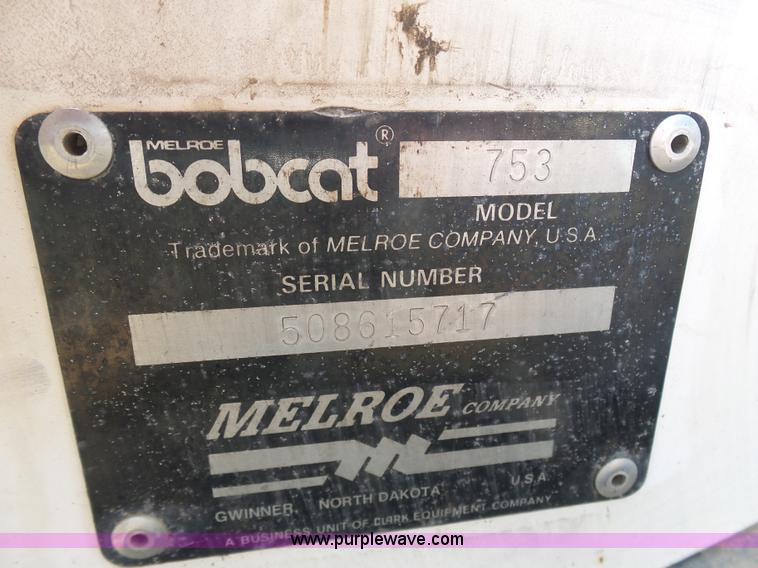 MELROE
bobcat ® 753
MODEL
Trademark of MELROE COMPANY, U.S.A.
SERIAL NUMBER
508615717
MELROE COMPANY
GWINNER, NORTH DAKOTA U.S.A.
A BUSINESS UNIT OF CLARK EQUIPMENT COMPANY
www.purplewave.com